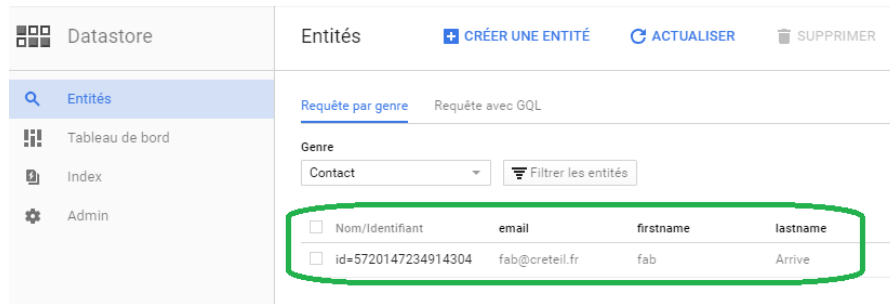 Datastore
Entités
CRÉER UNE ENTITÉ
ACTUALISER
SUPPRIMER
Entités
Tableau de bord
Index
Admin
Requête par genre
Requête avec GQL
Genre
Contact
Filtrer les entités
Nom/Identifiant email firstname lastname
id=5720147234914304 fab@creteil.fr fab Arrive